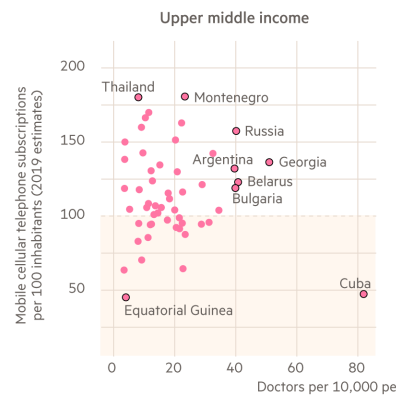 Upper middle income
Mobile cellular telephone subscriptions
per 100 inhabitants (2019 estimates)
200
150
100
50
Thailand
Montenegro
Russia
Argentina
Georgia
Belarus
Bulgaria
Cuba
Equatorial Guinea
0
20
40
60
80
Doctors per 10,000 pe